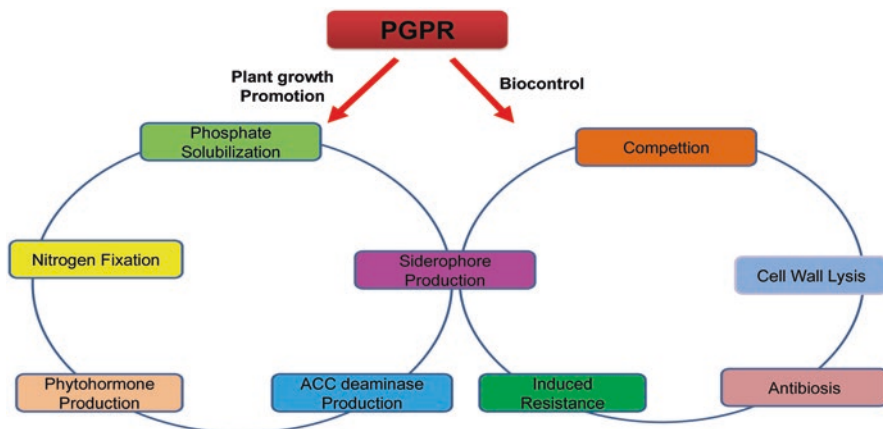 PGPR
Plant growth
Promotion
Biocontrol
Phosphate
Solubilization
Compettion
Nitrogen Fixation
Siderophore
Production
Cell Wall Lysis
Phytohormone
Production
ACC deaminase
Production
Induced
Resistance
Antibiosis